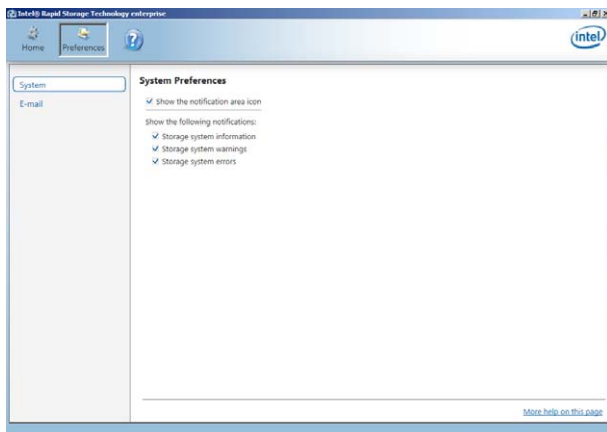 Intel® Rapid Storage Technology enterprise
Home
Preferences
?
intel
System
E-mail
System Preferences
Show the notification area icon
Show the following notifications:
Storage system information
Storage system warnings
Storage system errors
More help on this page